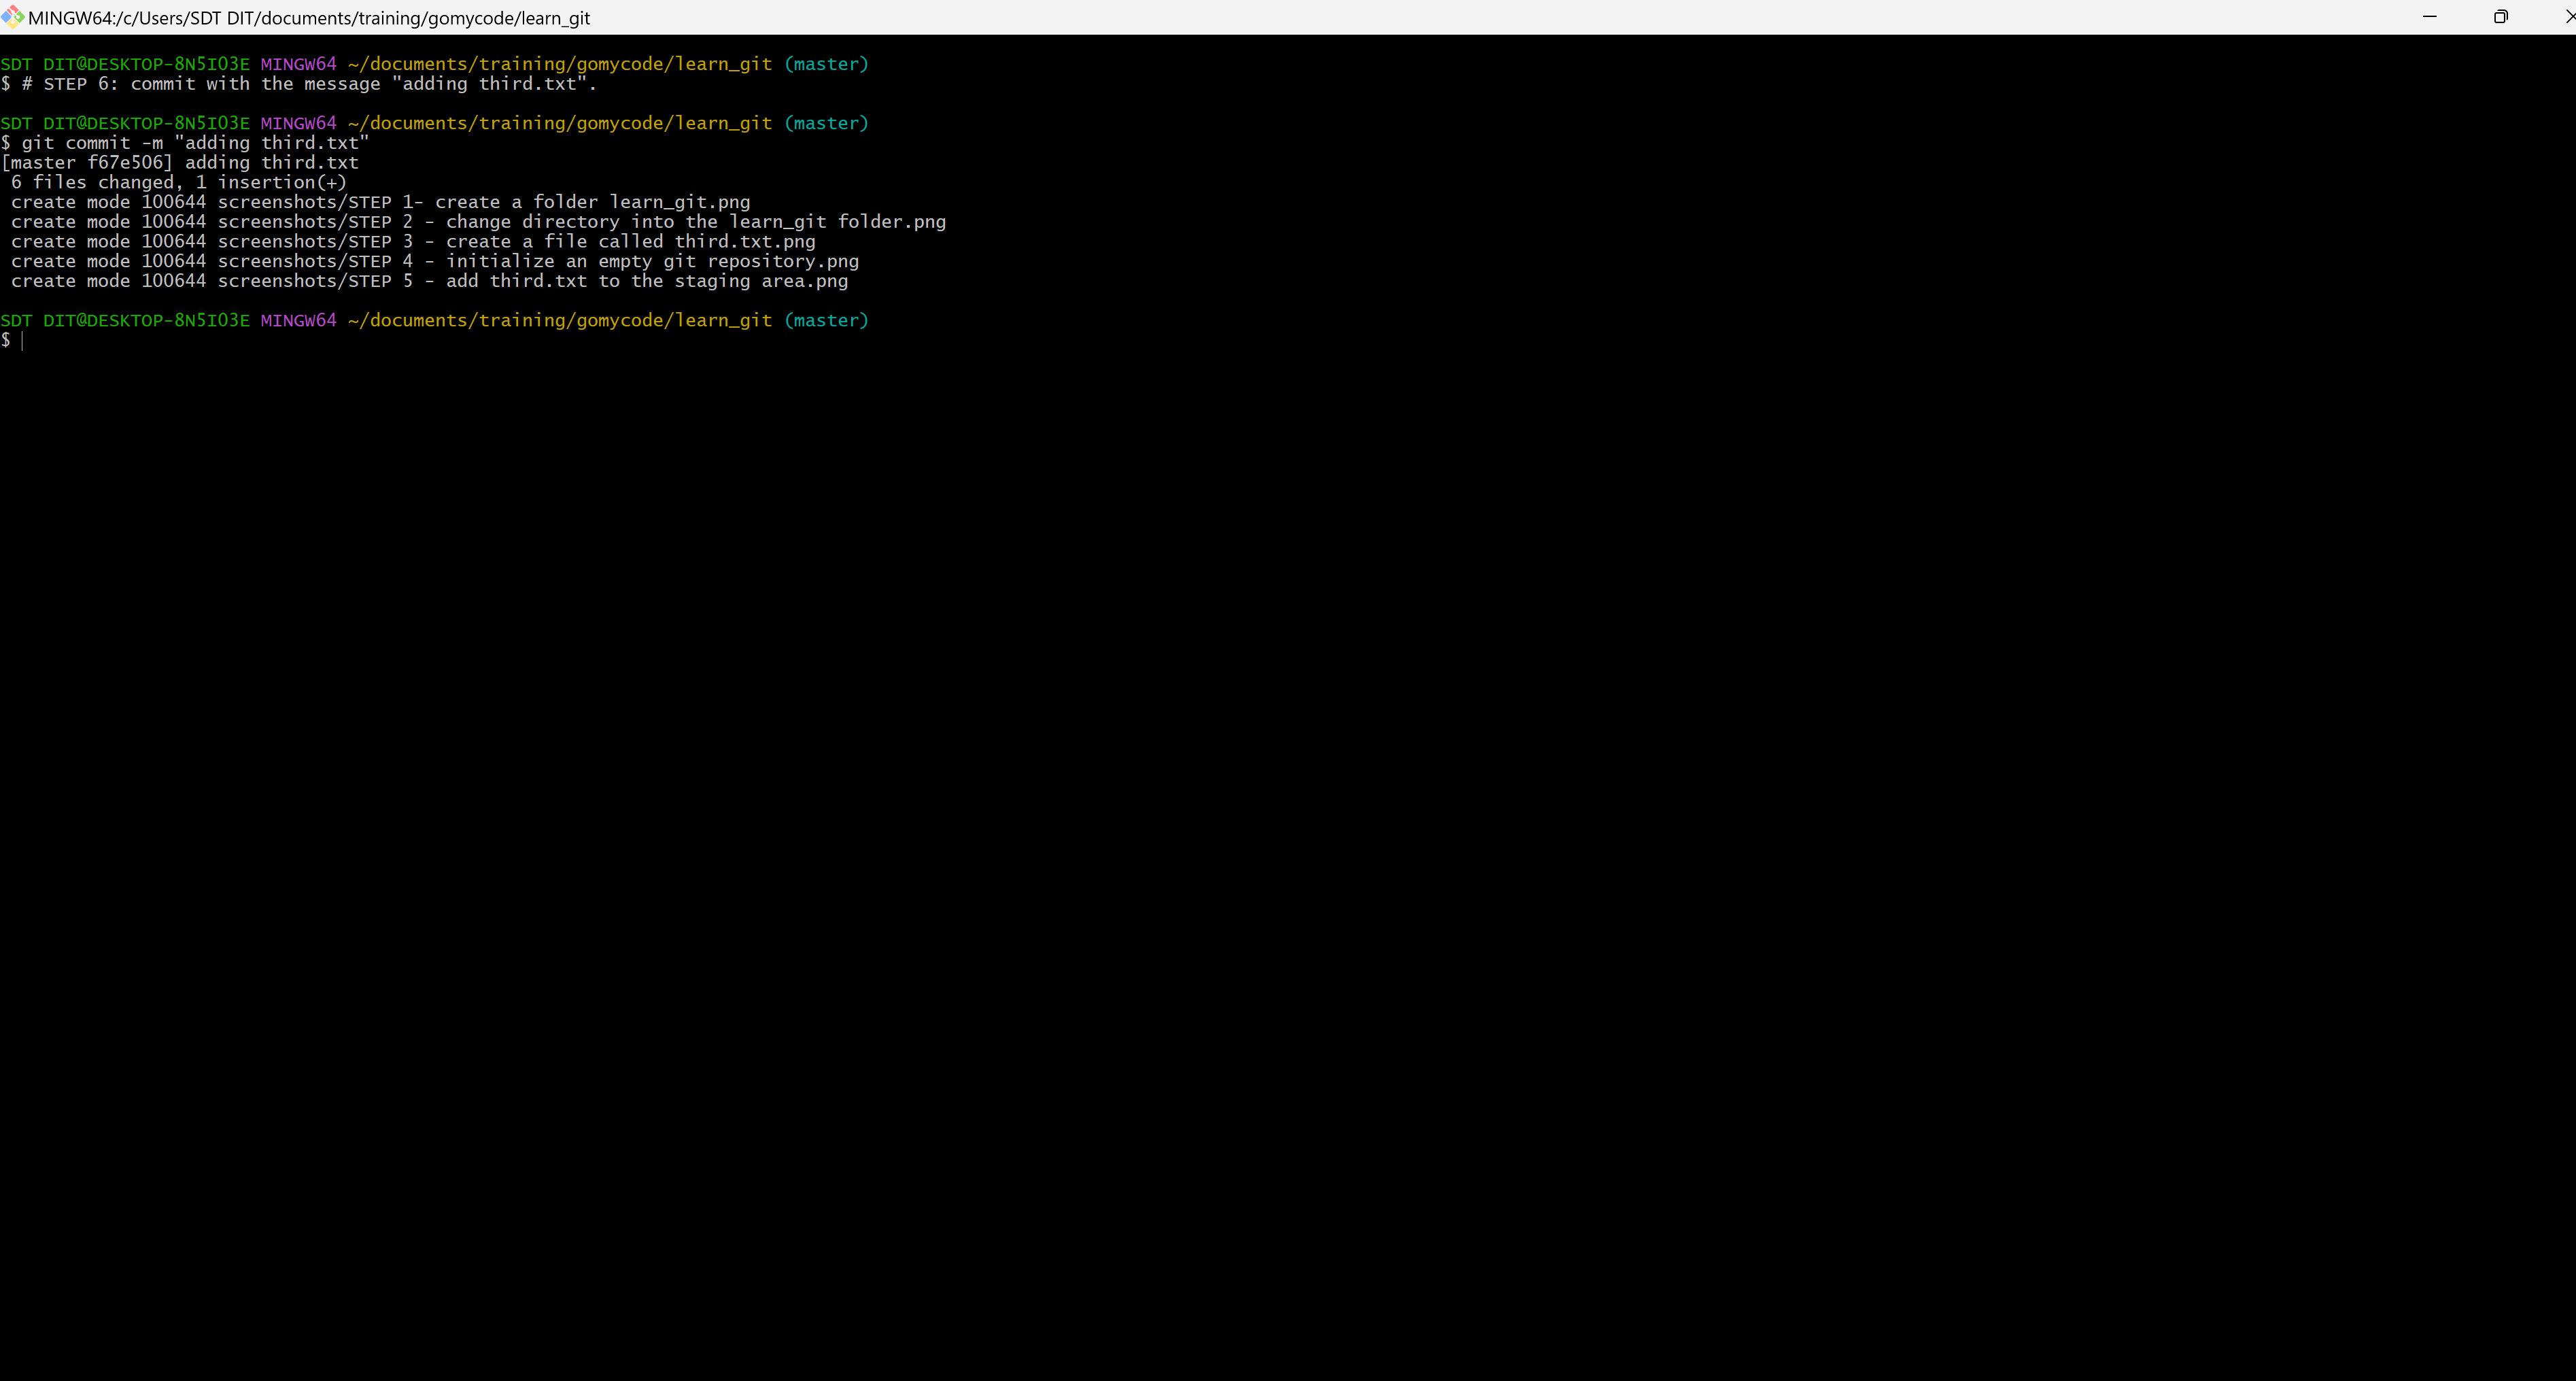 MINGW64:/c/Users/SDT DIT/documents/training/gomycode/learn_git
SDT DIT@DESKTOP-8N5IO3E MINGW64 ~/documents/training/gomycode/learn_git (master)
$ # STEP 6: commit with the message "adding third.txt".
SDT DIT@DESKTOP-8N5IO3E MINGW64 ~/documents/training/gomycode/learn_git (master)
$ git commit -m "adding third.txt"
[master f67e506] adding third.txt
6 files changed, 1 insertion(+)
create mode 100644 screenshots/STEP 1- create a folder learn_git.png
create mode 100644 screenshots/STEP 2 - change directory into the learn_git folder.png
create mode 100644 screenshots/STEP 3 - create a file called third.txt.png
create mode 100644 screenshots/STEP 4 - initialize an empty git repository.png
create mode 100644 screenshots/STEP 5 - add third.txt to the staging area.png
SDT DIT@DESKTOP-8N5IO3E MINGW64 ~/documents/training/gomycode/learn_git (master)
$